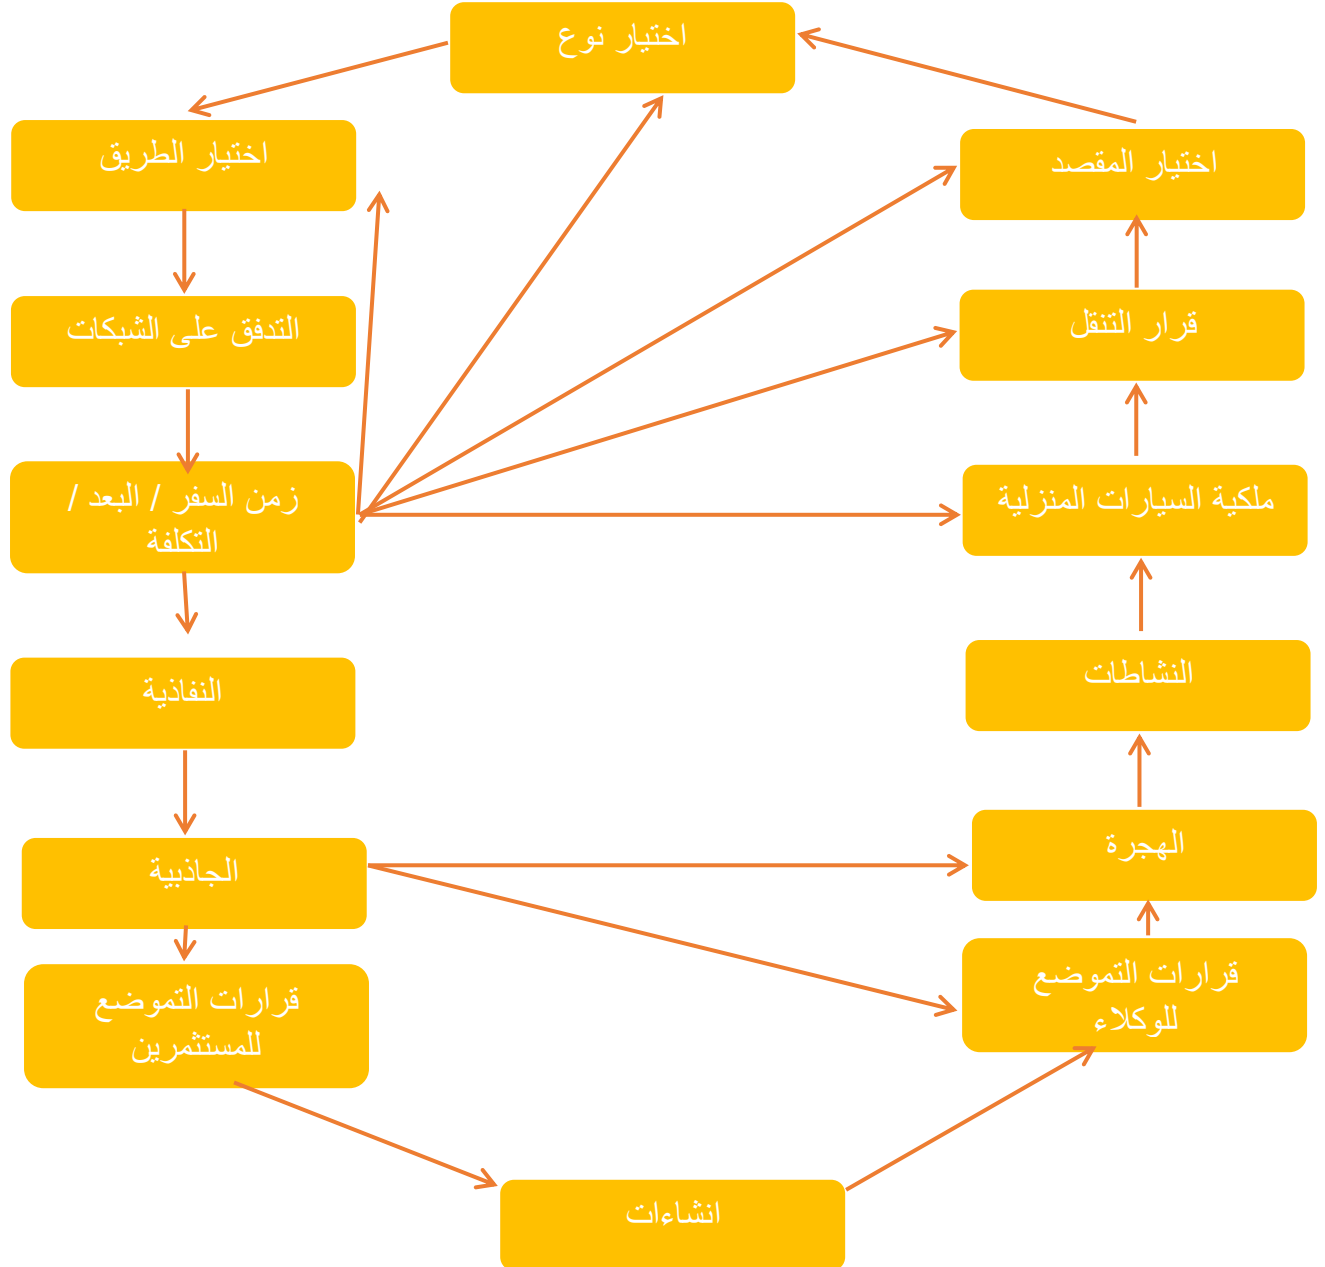 اختيار نوع
اختيار الطريق
اختيار المقصد
التدفق على الشبكات
قرار التنقل
زمن السفر / البعد /
التكلفة
ملكية السيارات المنزلية
النفاذية
النشاطات
الجاذبية
الهجرة
قرارات التموضع
للمستثمرين
قرارات التموضع
للوكلاء
انشاءات